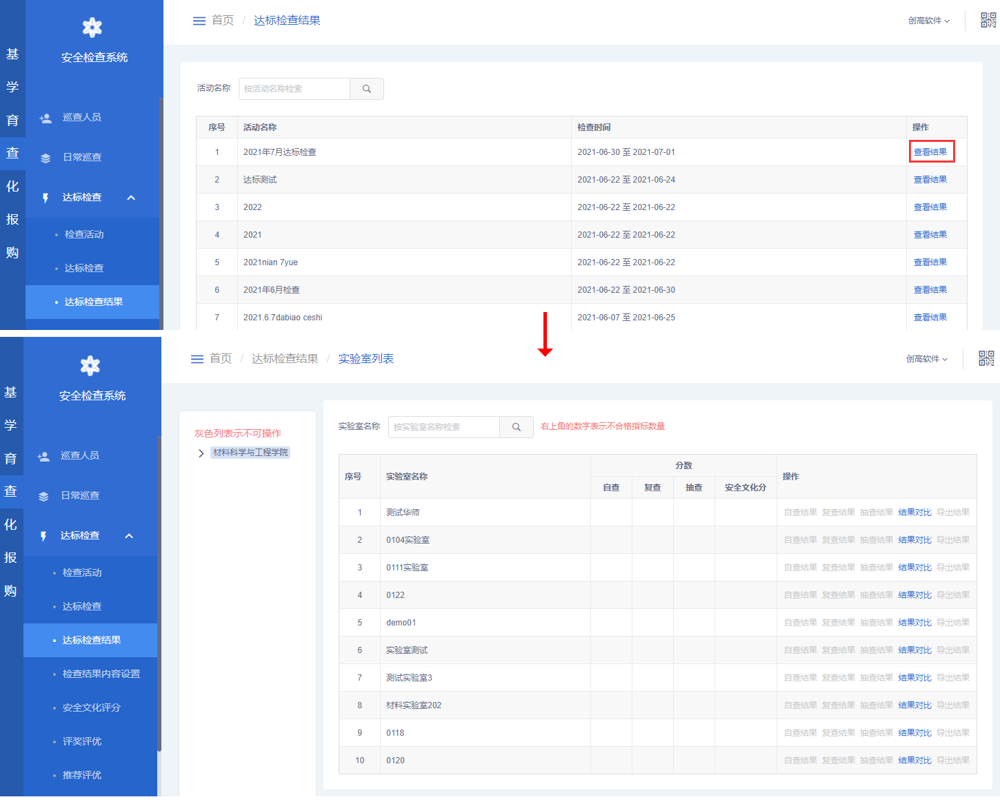 基
学
育
查
化
报
购
安全检查系统
巡查人员
日常巡查
达标检查
检查活动
达标检查
达标检查结果
首页 / 达标检查结果
创高软件
活动名称 按活动名称检索
序号 活动名称 检查时间 操作
1 2021年7月达标检查 2021-06-30 至 2021-07-01 查看结果
2 达标测试 2021-06-22 至 2021-06-24 查看结果
3 2022 2021-06-22 至 2021-06-22 查看结果
4 2021 2021-06-22 至 2021-06-22 查看结果
5 2021nian 7yue 2021-06-22 至 2021-06-22 查看结果
6 2021年6月检查 2021-06-22 至 2021-06-30 查看结果
7 2021.6.7dabiao ceshi 2021-06-07 至 2021-06-25 查看结果
基
学
育
查
化
报
购
安全检查系统
巡查人员
日常巡查
达标检查
检查活动
达标检查
达标检查结果
检查结果内容设置
安全文化评分
评奖评优
推荐评优
首页 / 达标检查结果 / 实验室列表
创高软件
灰色列表示不可操作
材料科学与工程学院
实验室名称 按实验室名称检索 右上角的数字表示不合格指标数量
序号 实验室名称 分数 操作
自查 复查 抽查 安全文化分
1 测试华师 自查结果 复查结果 抽查结果 结果对比 导出结果
2 0104实验室 自查结果 复查结果 抽查结果 结果对比 导出结果
3 0111实验室 自查结果 复查结果 抽查结果 结果对比 导出结果
4 0122 自查结果 复查结果 抽查结果 结果对比 导出结果
5 demo01 自查结果 复查结果 抽查结果 结果对比 导出结果
6 实验室测试 自查结果 复查结果 抽查结果 结果对比 导出结果
7 测试实验室3 自查结果 复查结果 抽查结果 结果对比 导出结果
8 材料实验室202 自查结果 复查结果 抽查结果 结果对比 导出结果
9 0118 自查结果 复查结果 抽查结果 结果对比 导出结果
10 0120 自查结果 复查结果 抽查结果 结果对比 导出结果